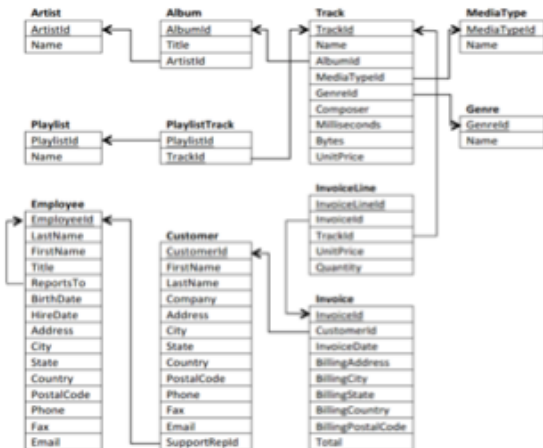 Artist
ArtistId
Name
Album
AlbumId
Title
ArtistId
Track
TrackId
Name
AlbumId
MediaTypeId
GenreId
Composer
Milliseconds
Bytes
UnitPrice
MediaType
MediaTypeId
Name
Genre
GenreId
Name
Playlist
PlaylistId
Name
PlaylistTrack
PlaylistId
TrackId
InvoiceLine
InvoiceLineId
InvoiceId
TrackId
UnitPrice
Quantity
Employee
EmployeeId
LastName
FirstName
Title
ReportsTo
BirthDate
HireDate
Address
City
State
Country
PostalCode
Phone
Fax
Email
Customer
CustomerId
FirstName
LastName
Company
Address
City
State
Country
PostalCode
Phone
Fax
Email
SupportRepId
Invoice
InvoiceId
CustomerId
InvoiceDate
BillingAddress
BillingCity
BillingState
BillingCountry
BillingPostalCode
Total